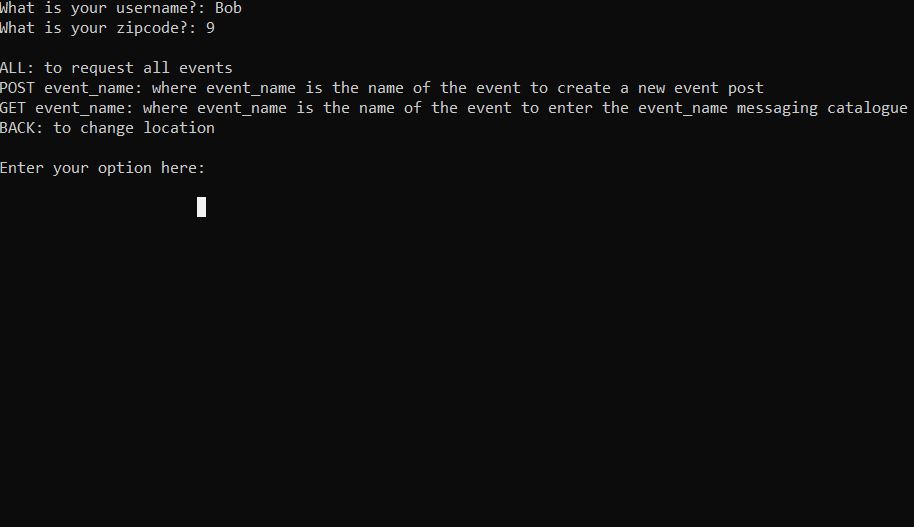 What is your username?: Bob
What is your zipcode?: 9
ALL: to request all events
POST event_name: where event_name is the name of the event to create a new event post
GET event_name: where event_name is the name of the event to enter the event_name messaging catalogue
BACK: to change location
Enter your option here: